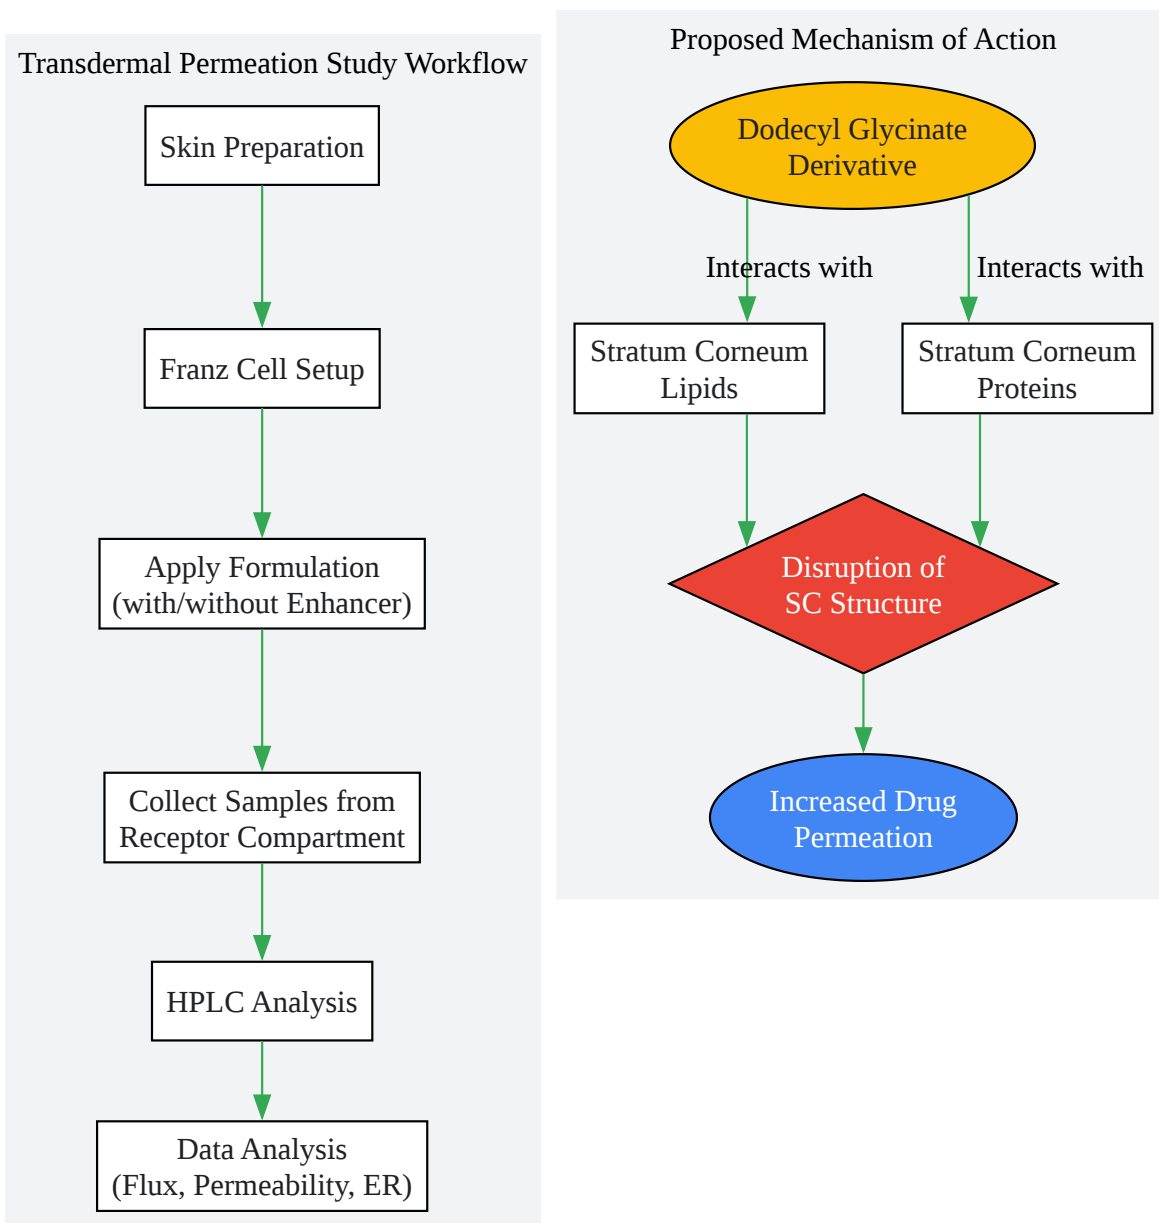 Transdermal Permeation Study Workflow
Skin Preparation
Franz Cell Setup
Apply Formulation
(with/without Enhancer)
Collect Samples from
Receptor Compartment
HPLC Analysis
Data Analysis
(Flux, Permeability, ER)
Proposed Mechanism of Action
Dodecyl Glycinate
Derivative
Interacts with
Interacts with
Stratum Corneum
Lipids
Stratum Corneum
Proteins
Disruption of
SC Structure
Increased Drug
Permeation